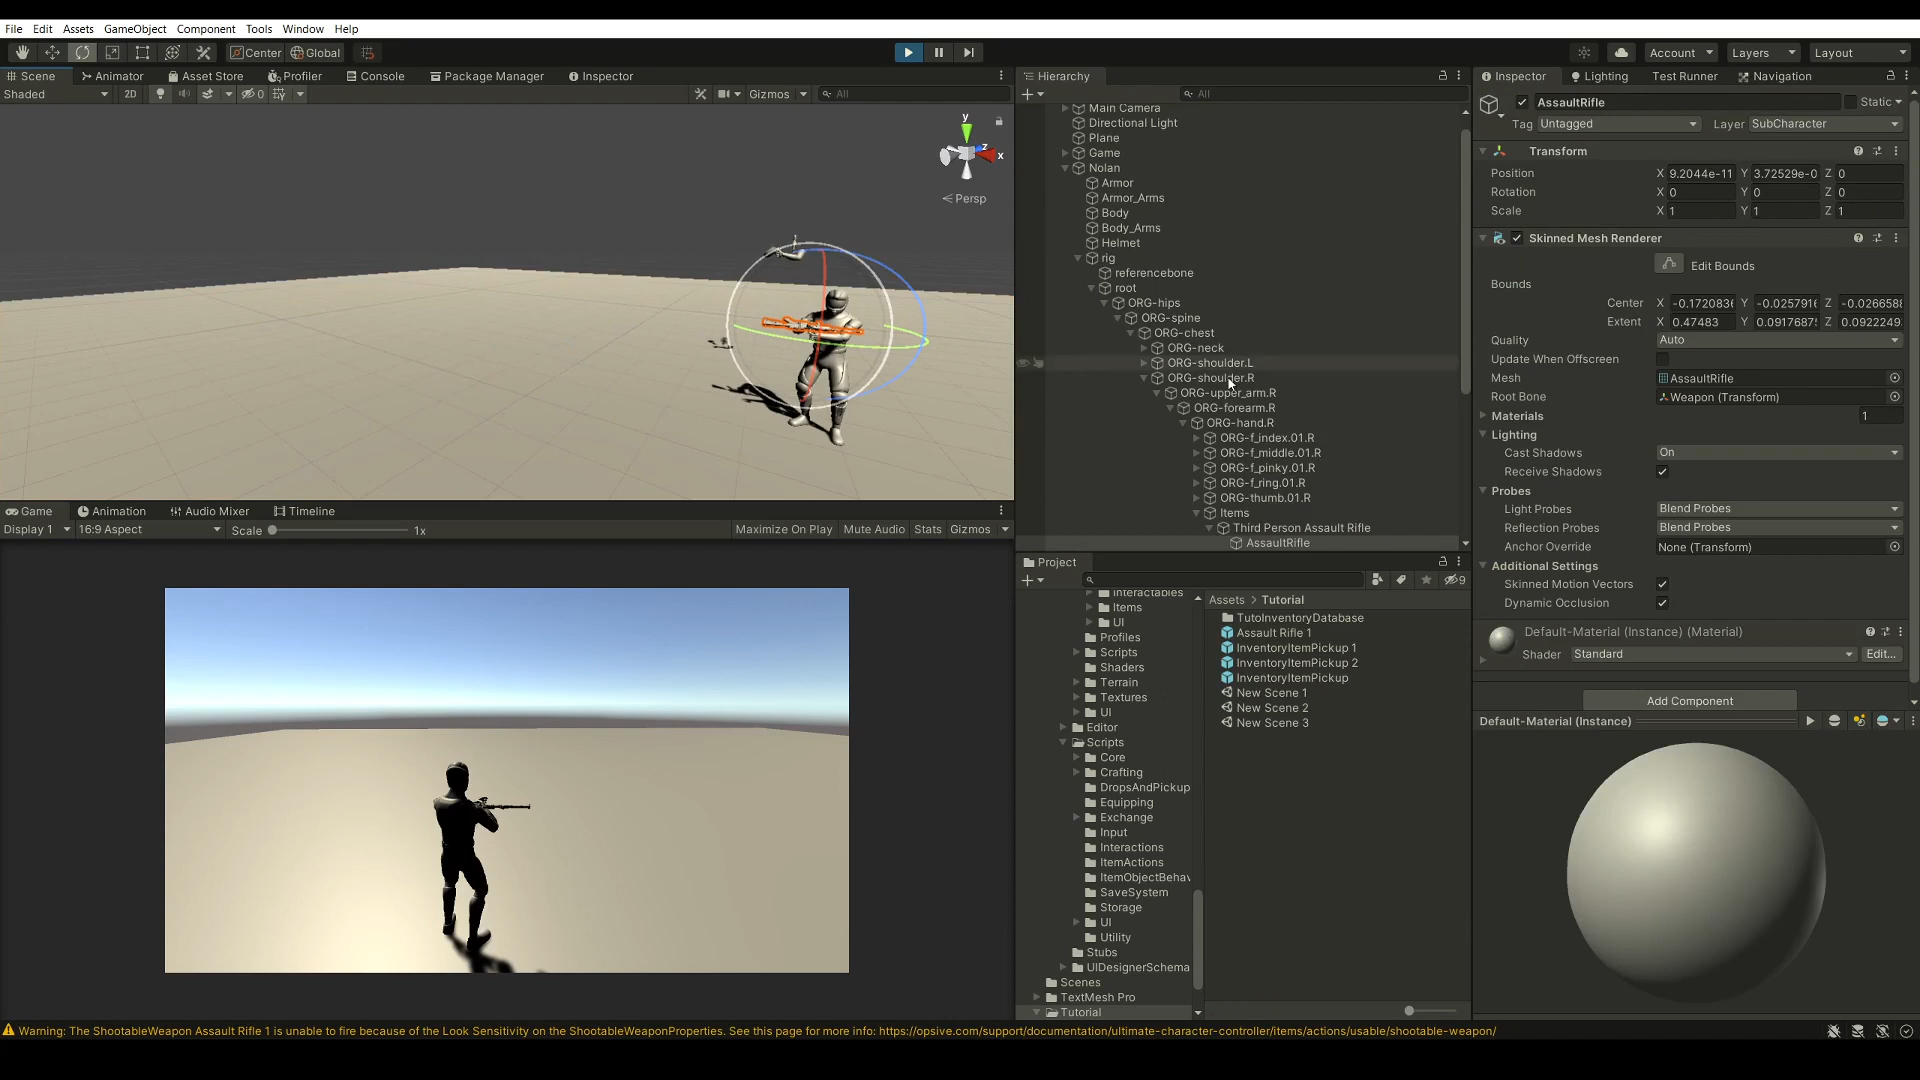 File Edit Assets GameObject Component Tools Window Help
Center Global Account Layers Layout
Scene Animator Asset Store Profiler Console Package Manager Inspector
Shaded 2D 0 Gizmos All
y z x
Persp
Game Animation Audio Mixer Timeline
Display 1 16:9 Aspect Scale 1x Maximize On Play Mute Audio Stats Gizmos
Hierarchy
All
Main Camera
Directional Light
Plane
Game
Nolan
Armor
Armor_Arms
Body
Body_Arms
Helmet
rig
referencebone
root
ORG-hips
ORG-spine
ORG-chest
ORG-neck
ORG-shoulder.L
ORG-shoulder.R
ORG-upper_arm.R
ORG-forearm.R
ORG-hand.R
ORG-f_index.01.R
ORG-f_middle.01.R
ORG-f_pinky.01.R
ORG-f_ring.01.R
ORG-thumb.01.R
Items
Third Person Assault Rifle
AssaultRifle
Project
9
Interactables
Items
UI
Profiles
Scripts
Shaders
Terrain
Textures
UI
Editor
Scripts
Core
Crafting
DropsAndPickup
Equipping
Exchange
Input
Interactions
ItemActions
ItemObjectBehav
SaveSystem
Storage
UI
Utility
Stubs
UIDesignerSchema
Scenes
TextMesh Pro
Tutorial
Assets > Tutorial
TutoInventoryDatabase
Assault Rifle 1
InventoryItemPickup 1
InventoryItemPickup 2
InventoryItemPickup
New Scene 1
New Scene 2
New Scene 3
Inspector Lighting Test Runner Navigation
AssaultRifle Static
Tag Untagged Layer SubCharacter
Transform
Position X 9.2044e-11 Y 3.72529e-0 Z 0
Rotation X 0 Y 0 Z 0
Scale X 1 Y 1 Z 1
Skinned Mesh Renderer
Edit Bounds
Bounds
Center X -0.172083 Y -0.025791 Z -0.026658
Extent X 0.47483 Y 0.0917687 Z 0.0922249
Quality Auto
Update When Offscreen
Mesh AssaultRifle
Root Bone Weapon (Transform)
Materials 1
Lighting
Cast Shadows On
Receive Shadows
Probes
Light Probes Blend Probes
Reflection Probes Blend Probes
Anchor Override None (Transform)
Additional Settings
Skinned Motion Vectors
Dynamic Occlusion
Default-Material (Instance) (Material)
Shader Standard Edit...
Add Component
Default-Material (Instance)
Warning: The ShootableWeapon Assault Rifle 1 is unable to fire because of the Look Sensitivity on the ShootableWeaponProperties. See this page for more info: https://opsive.com/support/documentation/ultimate-character-controller/items/actions/usable/shootable-weapon/